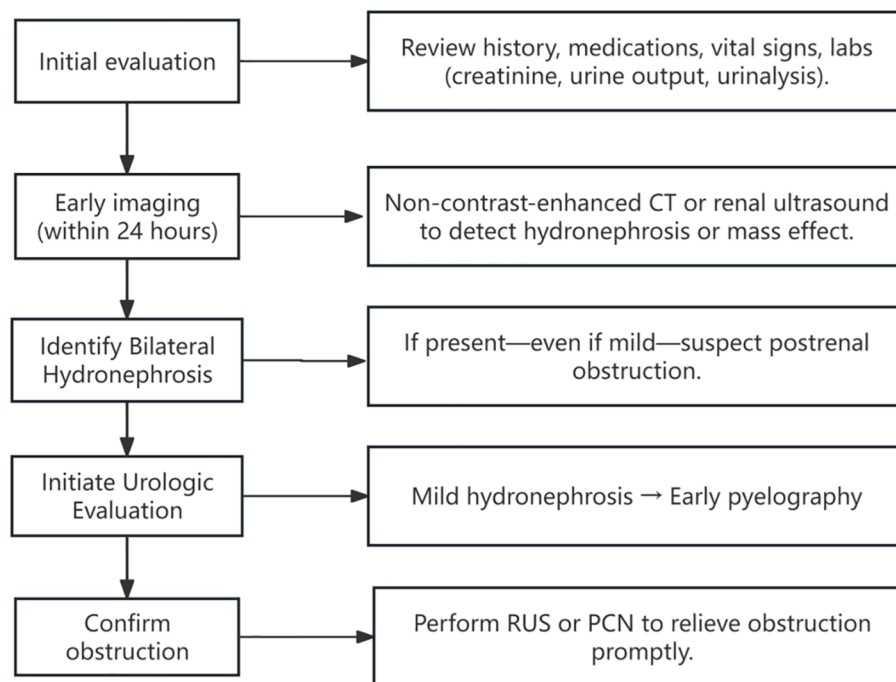 Initial evaluation
Review history, medications, vital signs, labs
(creatinine, urine output, urinalysis).
Early imaging
(within 24 hours)
Non-contrast-enhanced CT or renal ultrasound
to detect hydronephrosis or mass effect.
Identify Bilateral
Hydronephrosis
If present—even if mild—suspect postrenal
obstruction.
Initiate Urologic
Evaluation
Mild hydronephrosis → Early pyelography
Confirm
obstruction
Perform RUS or PCN to relieve obstruction
promptly.